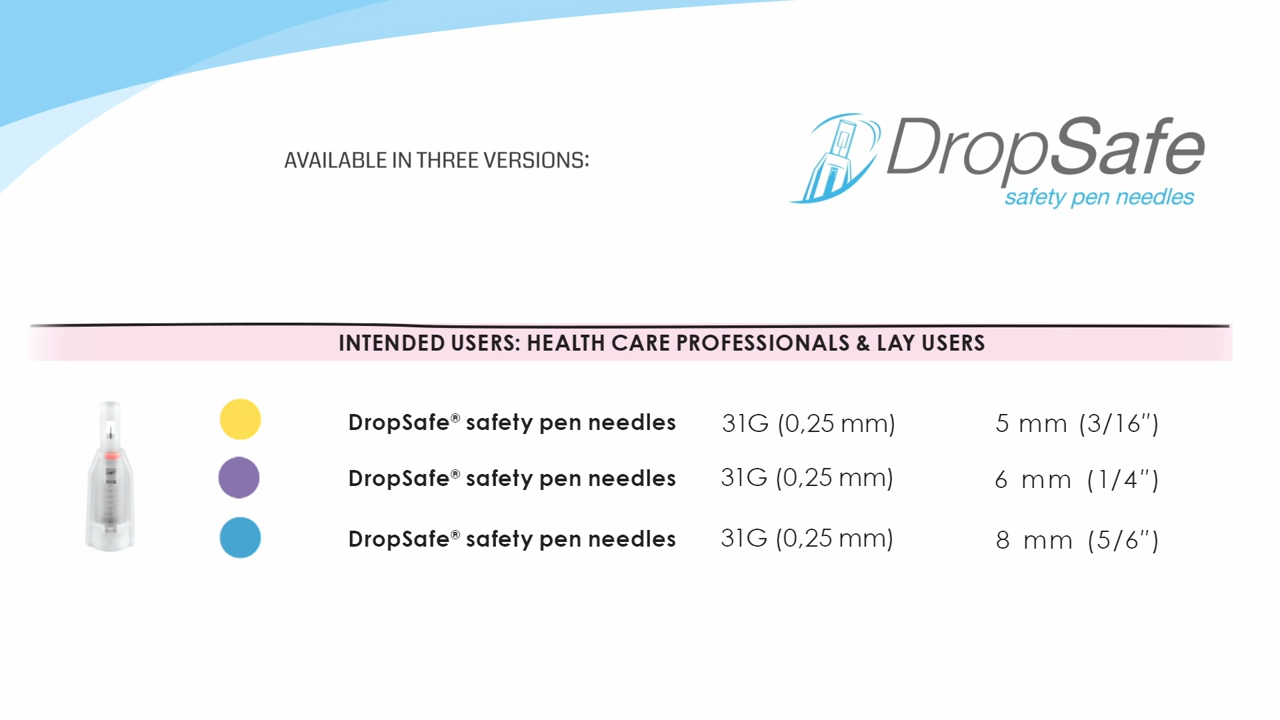 AVAILABLE IN THREE VERSIONS:
DropSafe
safety pen needles
INTENDED USERS: HEALTH CARE PROFESSIONALS & LAY USERS
DropSafe® safety pen needles 31G (0,25 mm) 5 mm (3/16")
DropSafe® safety pen needles 31G (0,25 mm) 6 mm (1/4")
DropSafe® safety pen needles 31G (0,25 mm) 8 mm (5/6")